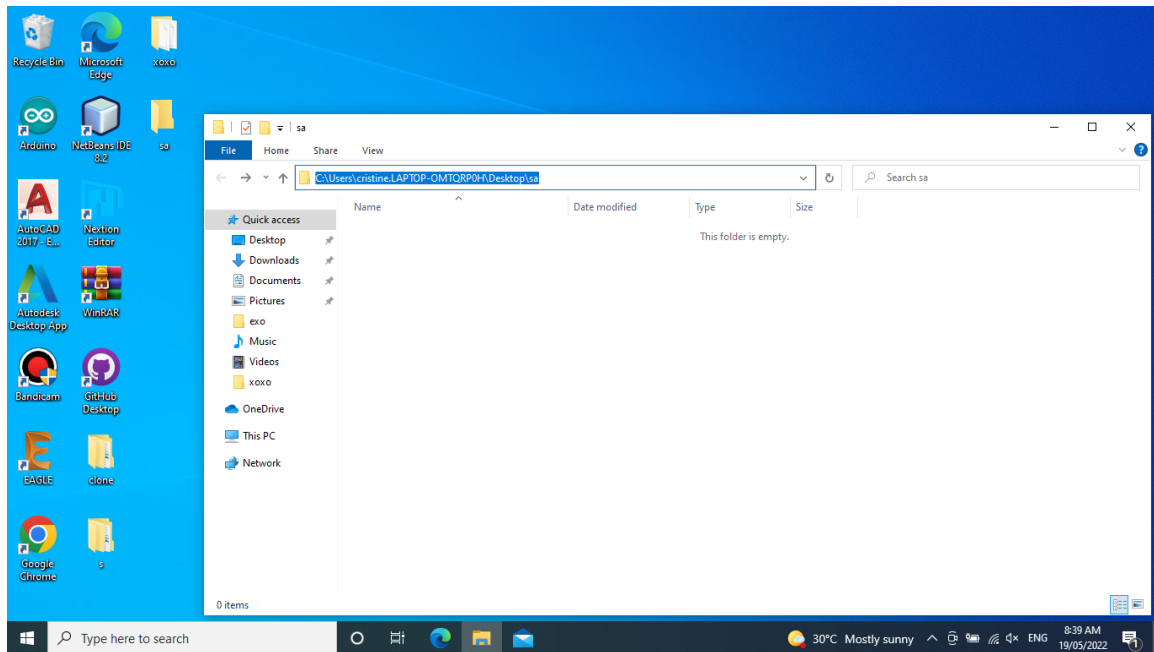 Recycle Bin
Microsoft
Edge
xoxo
Arduino
NetBeans IDE
8.2
sa
AutoCAD
2017 - E...
Nextion
Editor
Autodesk
Desktop App
WinRAR
Bandicam
GitHub
Desktop
EAGLE
clone
Google
Chrome
s
sa
File Home Share View
C:\Users\cristine.LAPTOP-OMTQRP0H\Desktop\sa
Search sa
Name Date modified Type Size
This folder is empty.
Quick access
Desktop
Downloads
Documents
Pictures
exo
Music
Videos
xoxo
OneDrive
This PC
Network
0 items
Type here to search
30°C Mostly sunny
ENG
8:39 AM
19/05/2022
1